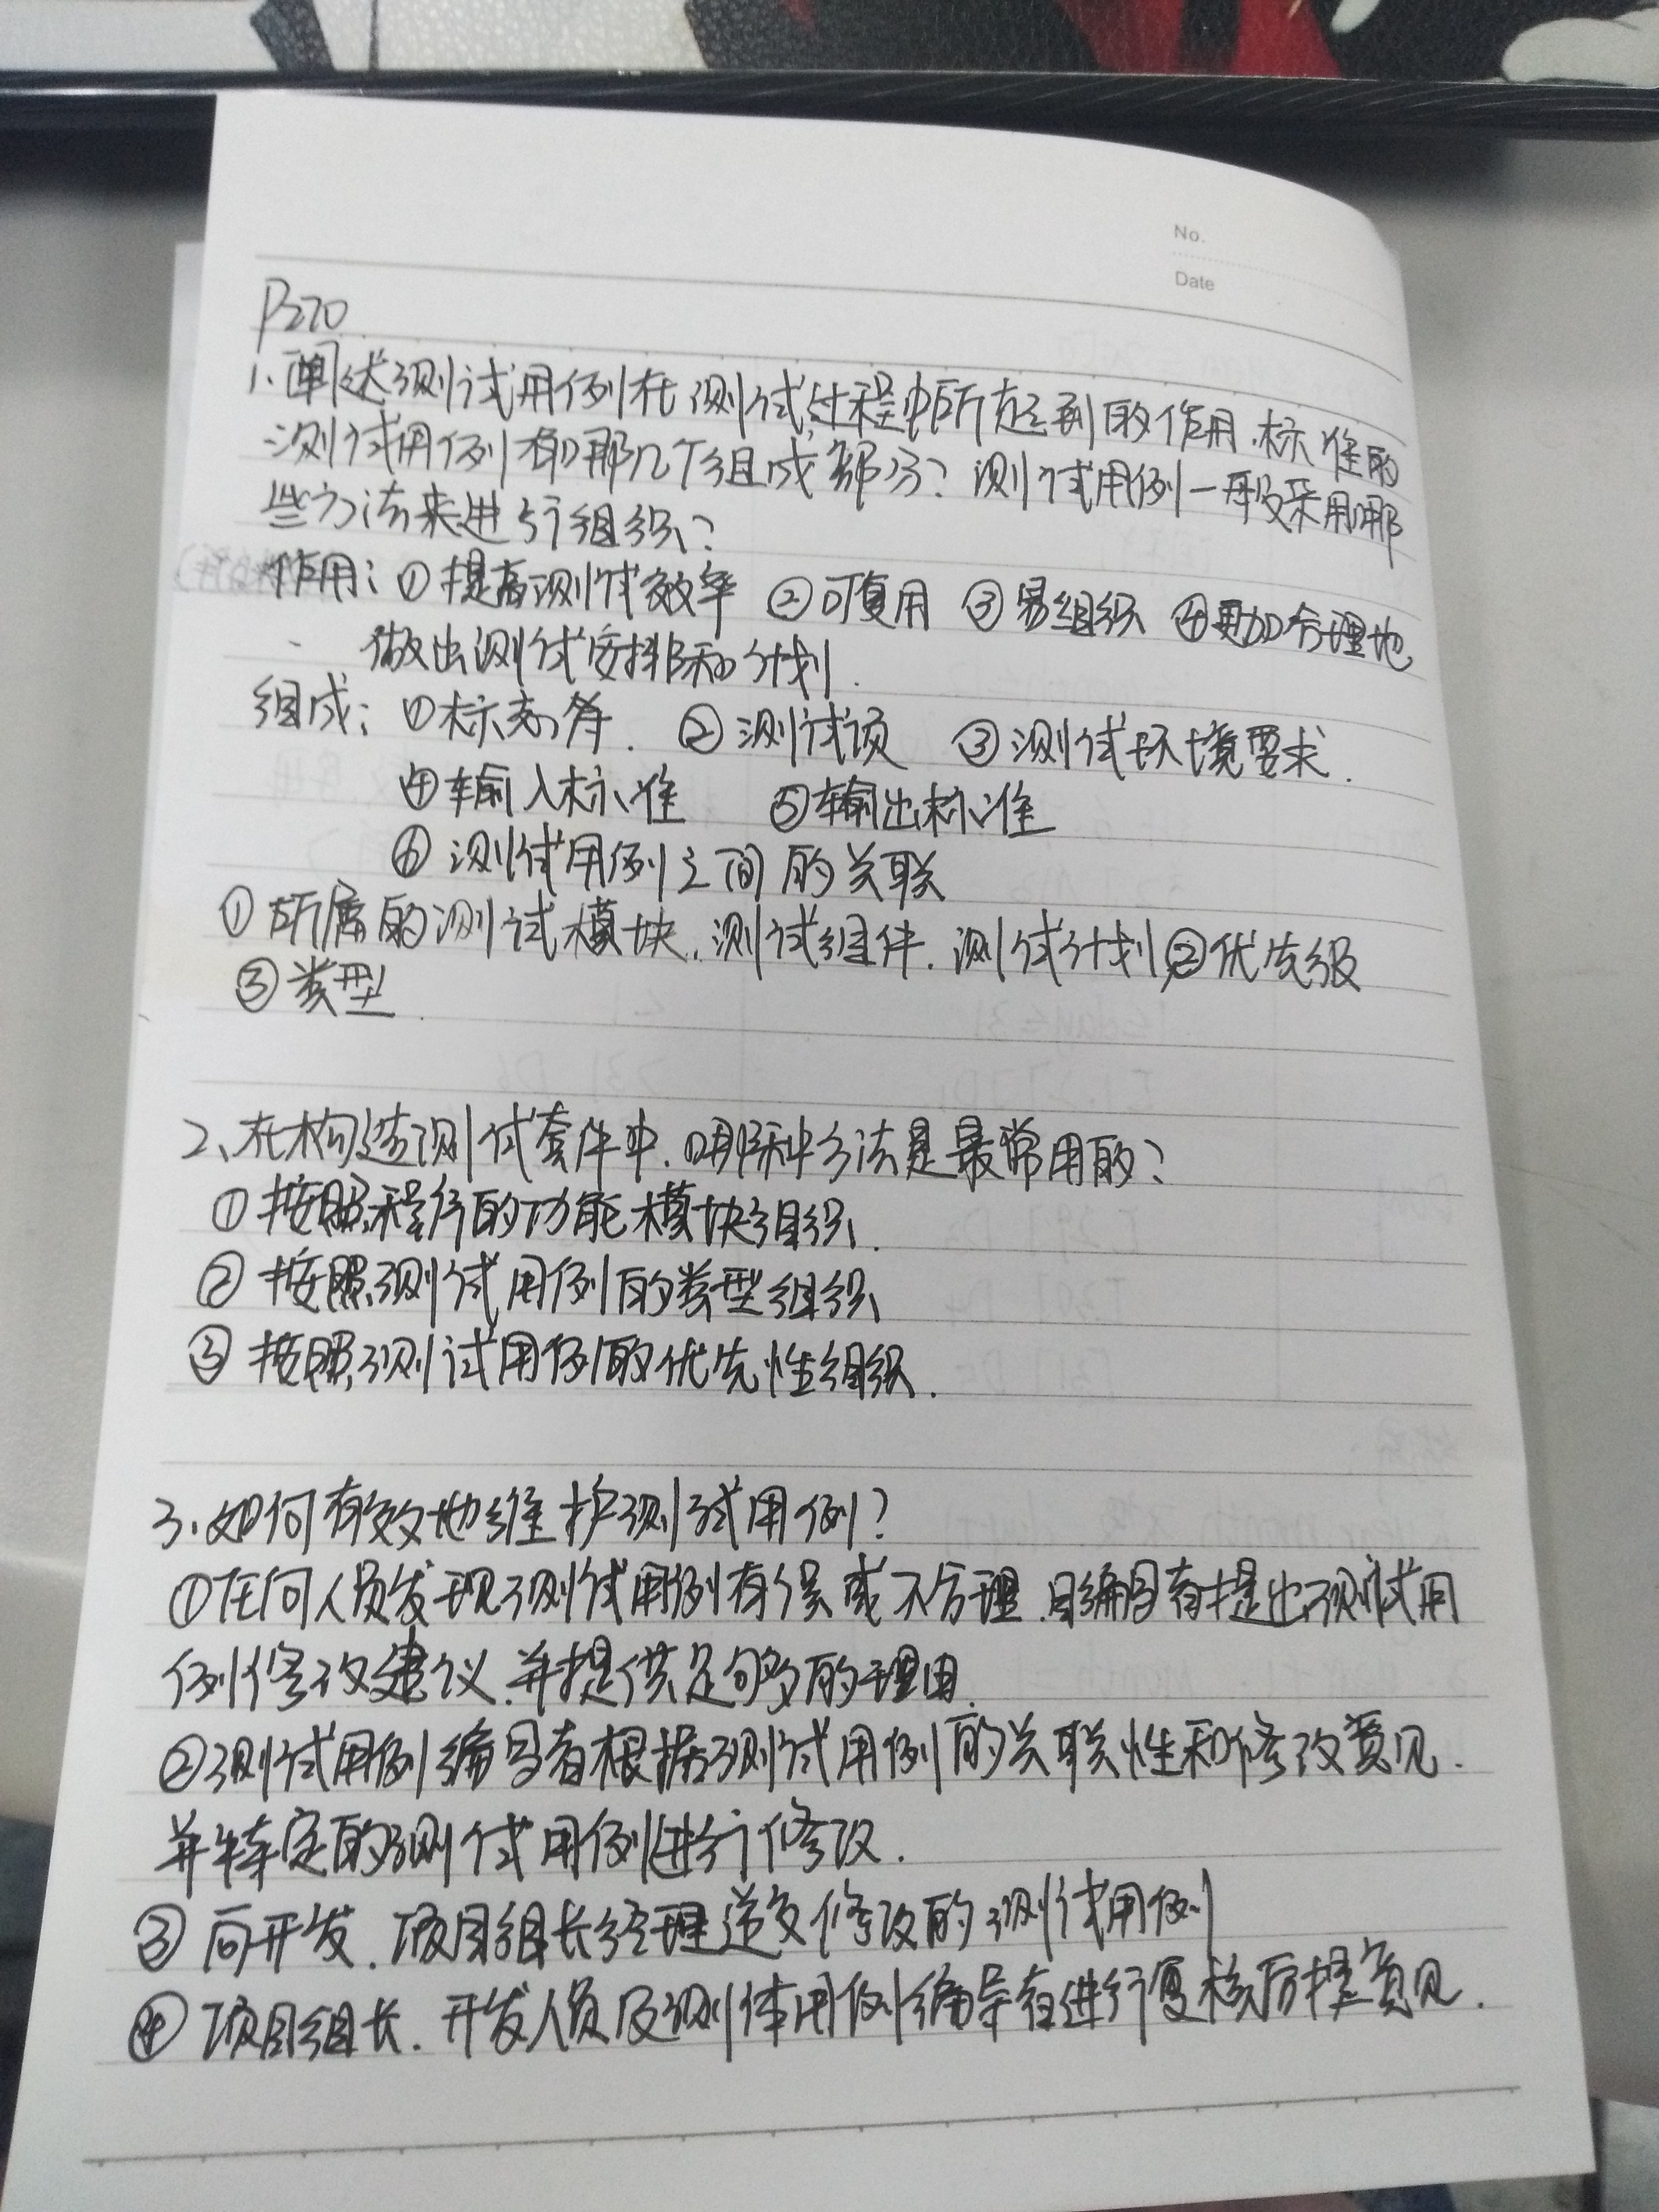 No.
Date
P270
1.阐述测试用例在测试过程中所起到的作用.标准的
测试用例有哪几个组成部分?测试用例一般采用哪
些方法来进行组织?
作用:①提高测试效率 ②可复用 ③易组织 ④更加合理地
做出测试安排和计划.
组成:①标志符. ②测试项 ③测试环境要求.
④输入标准 ⑤输出标准
⑥测试用例之间的关联
①所属的测试模块.测试组件.测试计划,②优先级
③类型.
2、在构造测试套件中.哪种方法是最常用的?
①按照程序的功能模块组织.
②按照测试用例的类型组织
③按照测试用例的优先性组织.
3.如何有效地维护测试用例?
①任何人员发现测试用例有误或不合理.向编写者提出测试用
例修改建议.并提供足够多的理由.
②测试用例编写者根据测试用例的关联性和修改意见.
并特定的测试用例进行修改.
③向开发.项目组长经理递交修改的测试用例
④项目组长.开发人员及测体用例编导者进行复核后提意见.